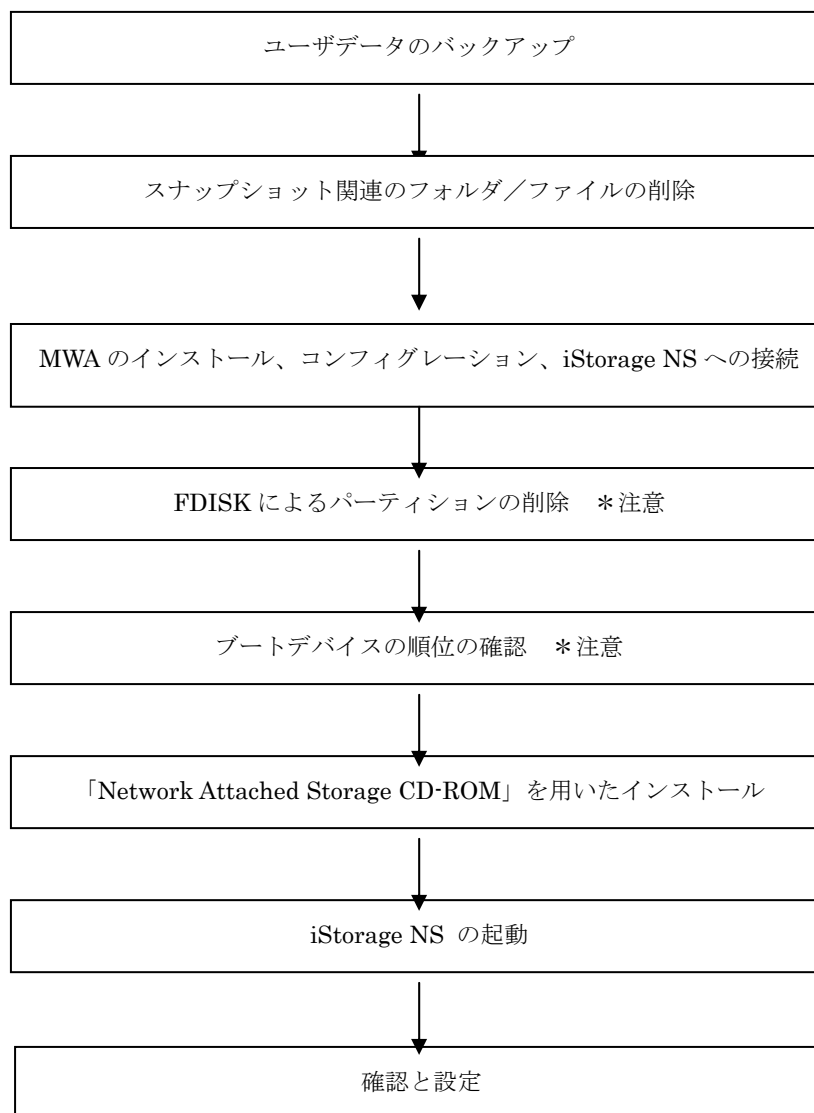 ユーザデータのバックアップ
スナップショット関連のフォルダ／ファイルの削除
MWA のインストール、コンフィグレーション、iStorage NS への接続
FDISK によるパーティションの削除　＊注意
ブートデバイスの順位の確認　＊注意
「Network Attached Storage CD-ROM」を用いたインストール
iStorage NS の起動
確認と設定